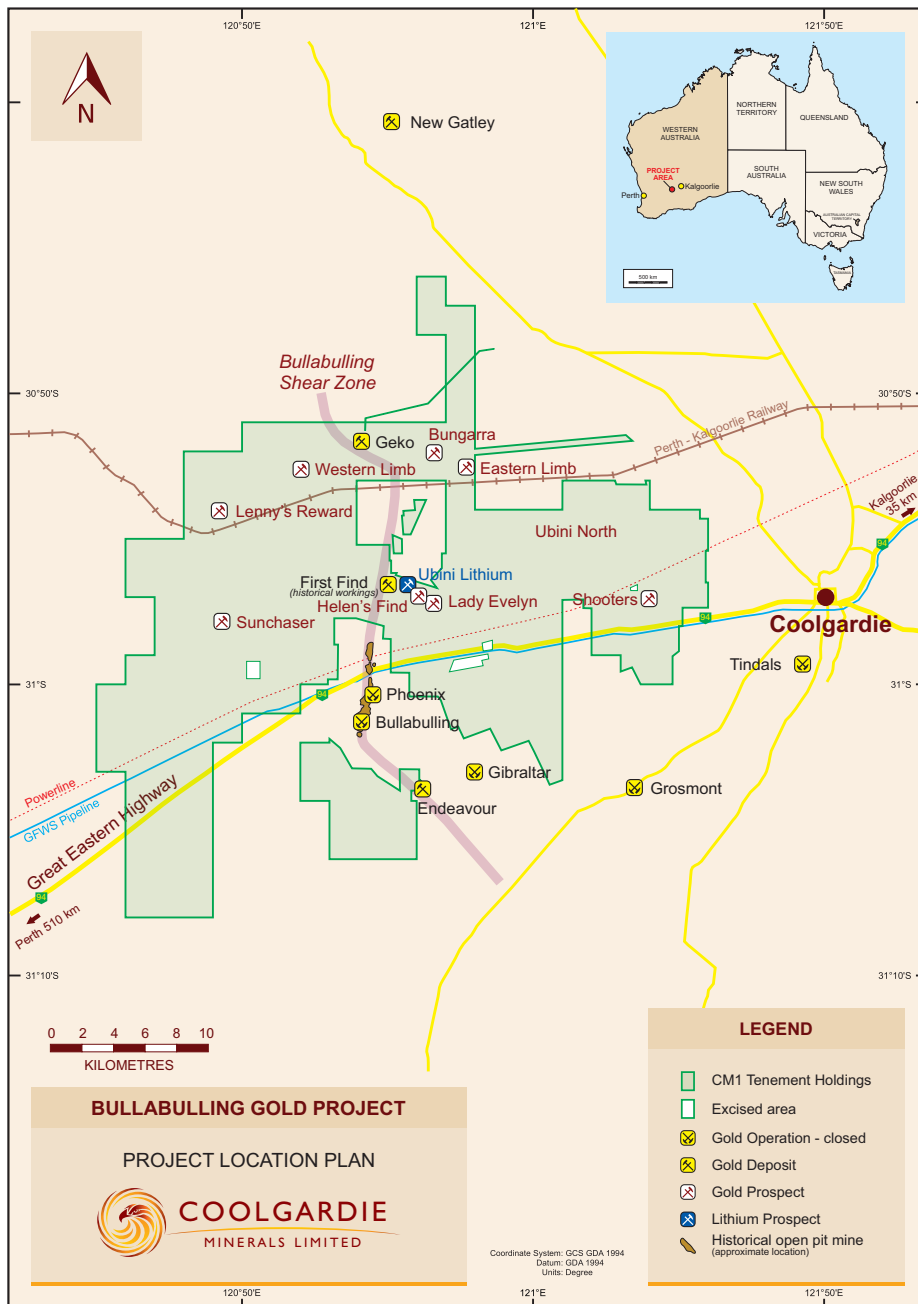 120°50'E
121°E
121°50'E
N
New Gatley
NORTHERN
TERRITORY
QUEENSLAND
WESTERN
AUSTRALIA
SOUTH
AUSTRALIA
PROJECT
AREA
Kalgoorlie
Perth
NEW SOUTH
WALES
AUSTRALIAN CAPITAL
TERRITORY
VICTORIA
TASMANIA
500 km
Bullabulling
Shear Zone
30°50'S
30°50'S
Perth - Kalgoorlie Railway
Geko
Bungarra
Western Limb
Eastern Limb
Kalgoorlie
35 km
Lenny's Reward
Ubini North
94
First Find
(historical workings)
Ubini Lithium
Helen's Find
Lady Evelyn
Shooters
Sunchaser
94
Coolgardie
Tindals
31°S
31°S
94
Phoenix
Bullabulling
Gibraltar
Endeavour
Grosmont
Powerline
GFWS Pipeline
Great Eastern Highway
94
Perth 510 km
31°10'S
31°10'S
0 2 4 6 8 10
KILOMETRES
BULLABULLING GOLD PROJECT
PROJECT LOCATION PLAN
COOLGARDIE
MINERALS LIMITED
Coordinate System: GCS GDA 1994
Datum: GDA 1994
Units: Degree
LEGEND
CM1 Tenement Holdings
Excised area
Gold Operation - closed
Gold Deposit
Gold Prospect
Lithium Prospect
Historical open pit mine
(approximate location)
120°50'E
121°E
121°50'E